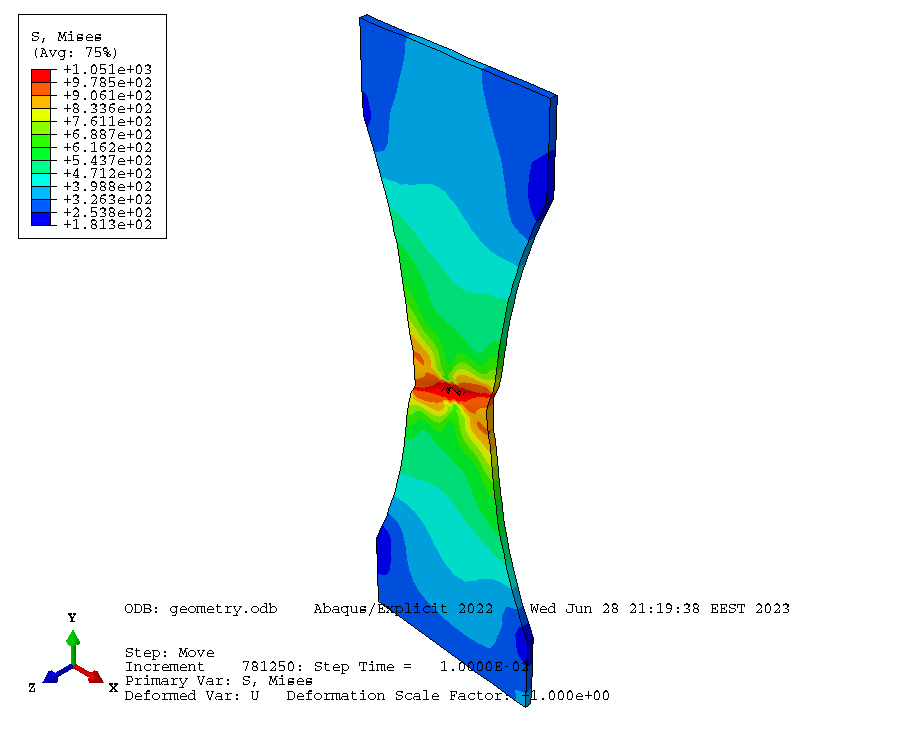 S, Mises
(Avg: 75%)
+1.051e+03
+9.785e+02
+9.061e+02
+8.336e+02
+7.611e+02
+6.887e+02
+6.162e+02
+5.437e+02
+4.712e+02
+3.988e+02
+3.263e+02
+2.538e+02
+1.813e+02
ODB: geometry.odb Abaqus/Explicit 2022 Wed Jun 28 21:19:38 EEST 2023
Y
Z
X
Step: Move
Increment 781250: Step Time = 1.0000E-02
Primary Var: S, Mises
Deformed Var: U Deformation Scale Factor: +1.000e+00